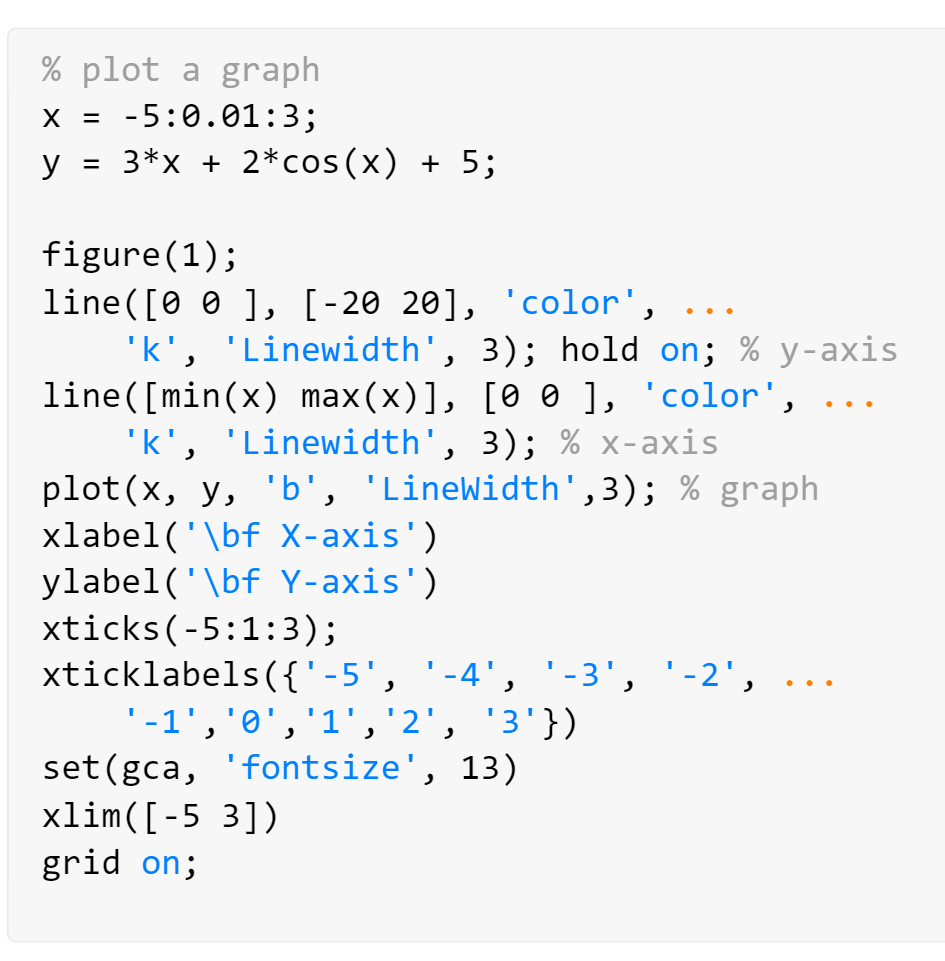 % plot a graph
x = -5:0.01:3;
y = 3*x + 2*cos(x) + 5;
figure(1);
line([0 0 ], [-20 20], 'color', ...
'k', 'Linewidth', 3); hold on; % y-axis
line([min(x) max(x)], [0 0 ], 'color', ...
'k', 'Linewidth', 3); % x-axis
plot(x, y, 'b', 'LineWidth',3); % graph
xlabel('\bf X-axis')
ylabel('\bf Y-axis')
xticks(-5:1:3);
xticklabels({'-5', '-4', '-3', '-2', ...
'-1','0','1','2', '3'})
set(gca, 'fontsize', 13)
xlim([-5 3])
grid on;